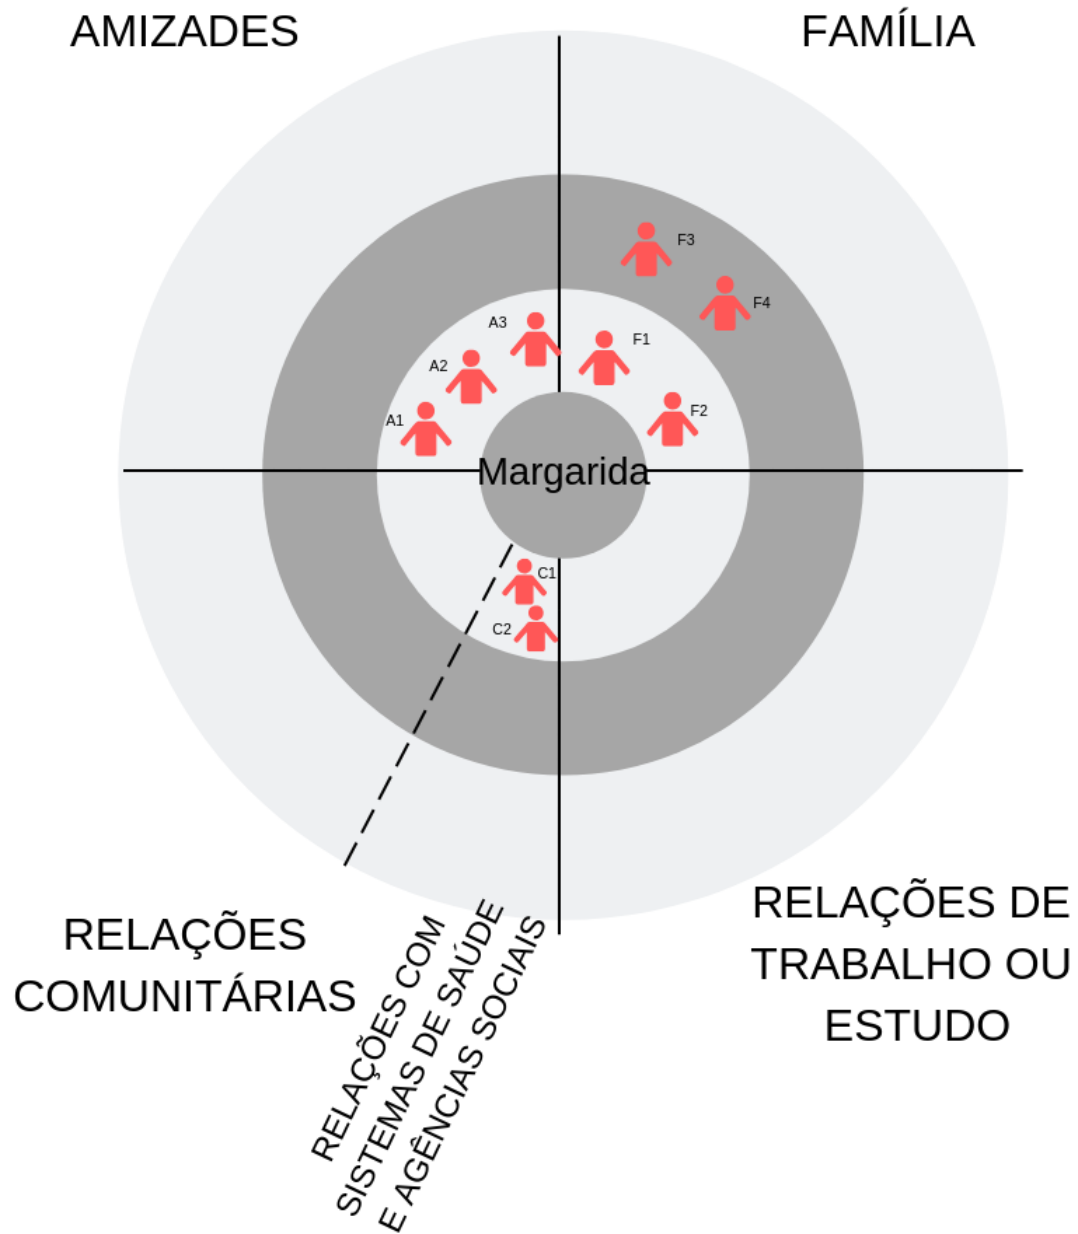 AMIZADES
FAMÍLIA
F3
F4
A3
F1
A2
F2
A1
Margarida
C1
C2
RELAÇÕES
COMUNITÁRIAS
RELAÇÕES COM
SISTEMAS DE SAÚDE
E AGÊNCIAS SOCIAIS
RELAÇÕES DE
TRABALHO OU
ESTUDO